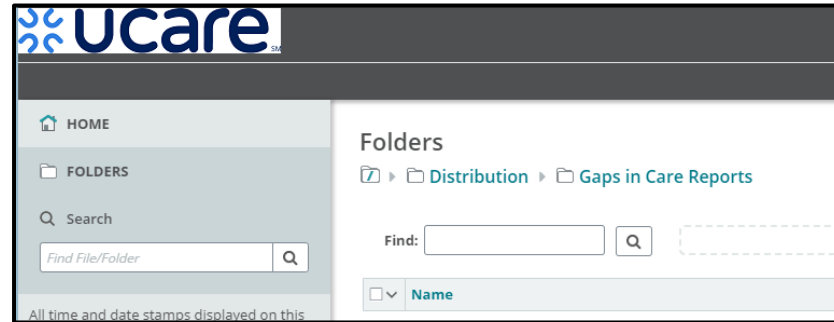 ucare SM
HOME
FOLDERS
Search
Find File/Folder
All time and date stamps displayed on this
Folders
/ Distribution Gaps in Care Reports
Find:
Name